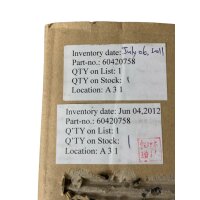 Inventory date: July 06, 2011
Part-no.: 60420758
QTY on List: 1
QTY on Stock: 1
Location: A 3 1
Inventory date: Jun 04,2012
Part-no.: 60420758
Q'TY on List: 1
Q'TY on Stock: 1
Location: A 3 1